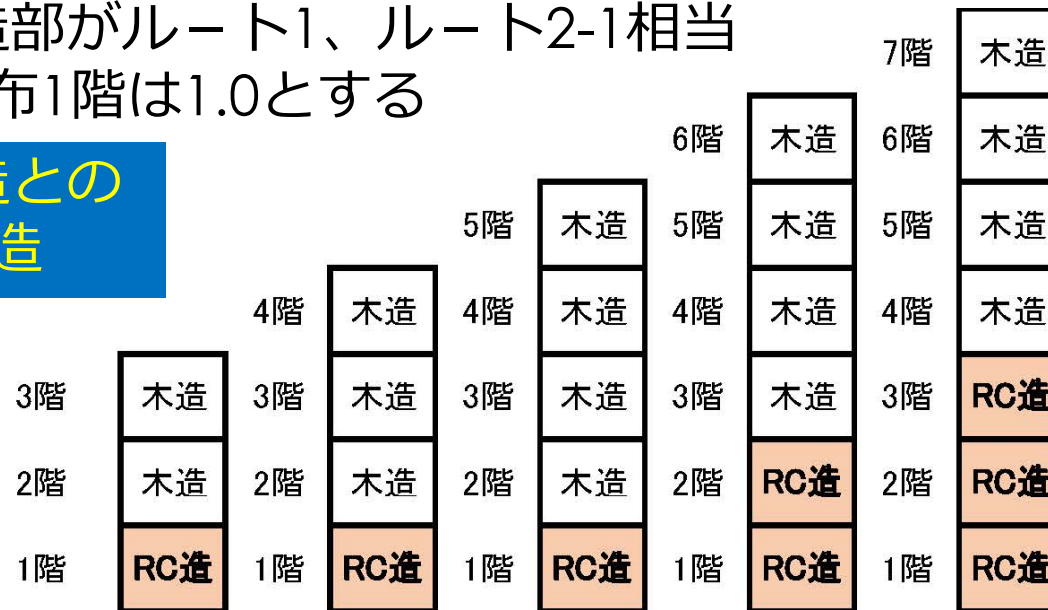 造部がルート1、ルート2-1相当
布1階は1.0とする
造との
造
7階 木造
6階 木造 6階 木造
5階 木造 5階 木造 5階 木造
4階 木造 4階 木造 4階 木造 4階 木造
3階 木造 3階 木造 3階 木造 3階 木造 3階 RC造
2階 木造 2階 木造 2階 木造 2階 RC造 2階 RC造
1階 RC造 1階 RC造 1階 RC造 1階 RC造 1階 RC造